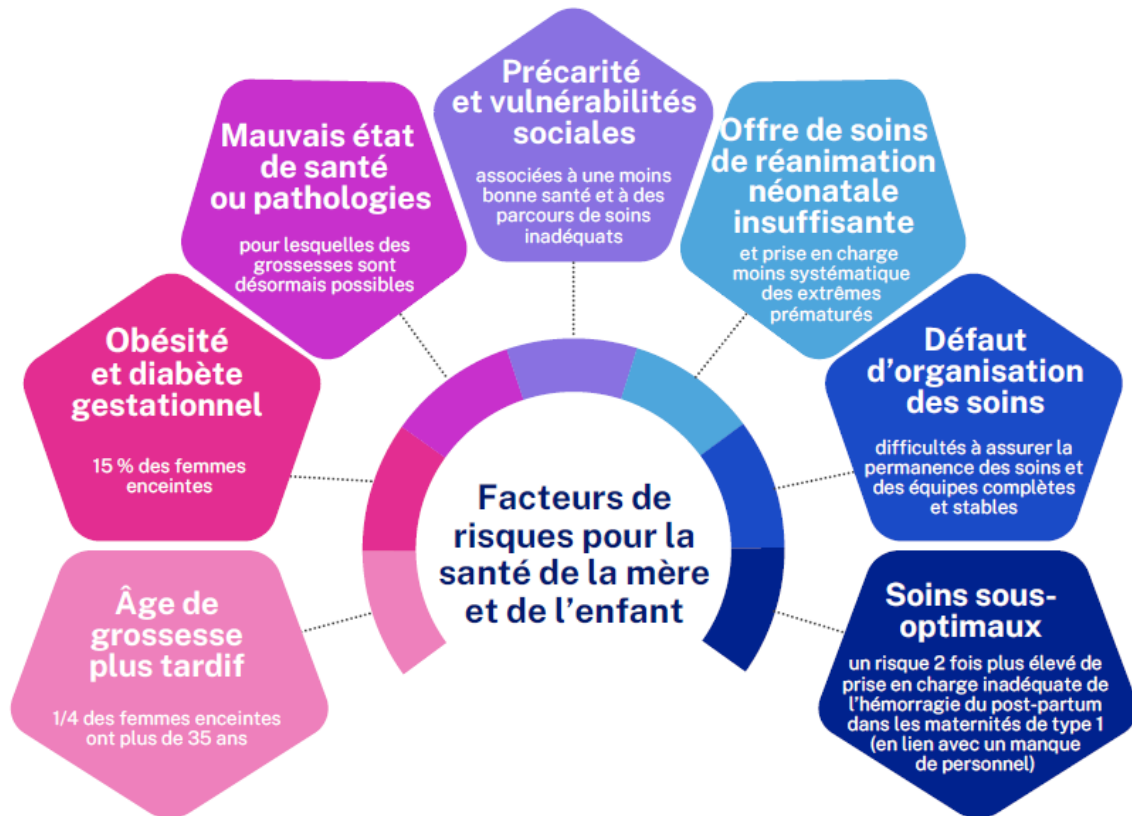 Précarité
et vulnérabilités
sociales
associées à une moins
bonne santé et à des
parcours de soins
inadéquats
Mauvais état
de santé
ou pathologies
pour lesquelles des
grossesses sont
désormais possibles
Offre de soins
de réanimation
néonatale
insuffisante
et prise en charge
moins systématique
des extrêmes
prématurés
Obésité
et diabète
gestationnel
15 % des femmes
enceintes
Défaut
d’organisation
des soins
difficultés à assurer la
permanence des soins et
des équipes complètes
et stables
Facteurs de
risques pour la
santé de la mère
et de l’enfant
Âge de
grossesse
plus tardif
1/4 des femmes enceintes
ont plus de 35 ans
Soins sous-
optimaux
un risque 2 fois plus élevé de
prise en charge inadéquate de
l’hémorragie du post-partum
dans les maternités de type 1
(en lien avec un manque
de personnel)